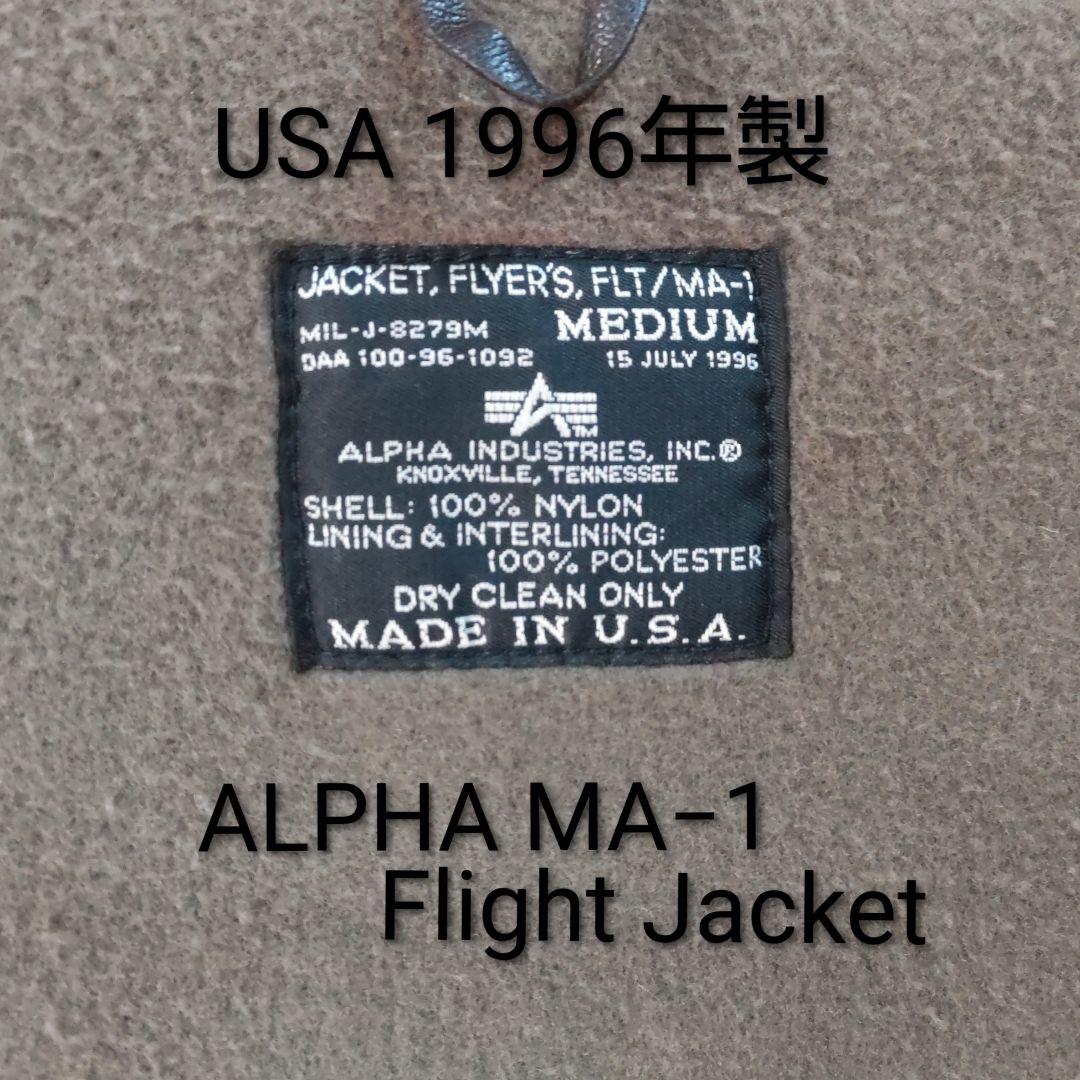 USA 1996年製
JACKET, FLYER'S, FLT/MA-1
MIL-J-8279M MEDIUM
DAA 100-96-1092 15 JULY 1996
TM
ALPHA INDUSTRIES, INC.®
KNOXVILLE, TENNESSEE
SHELL: 100% NYLON
LINING & INTERLINING:
100% POLYESTER
DRY CLEAN ONLY
MADE IN U.S.A.
ALPHA MA-1
Flight Jacket